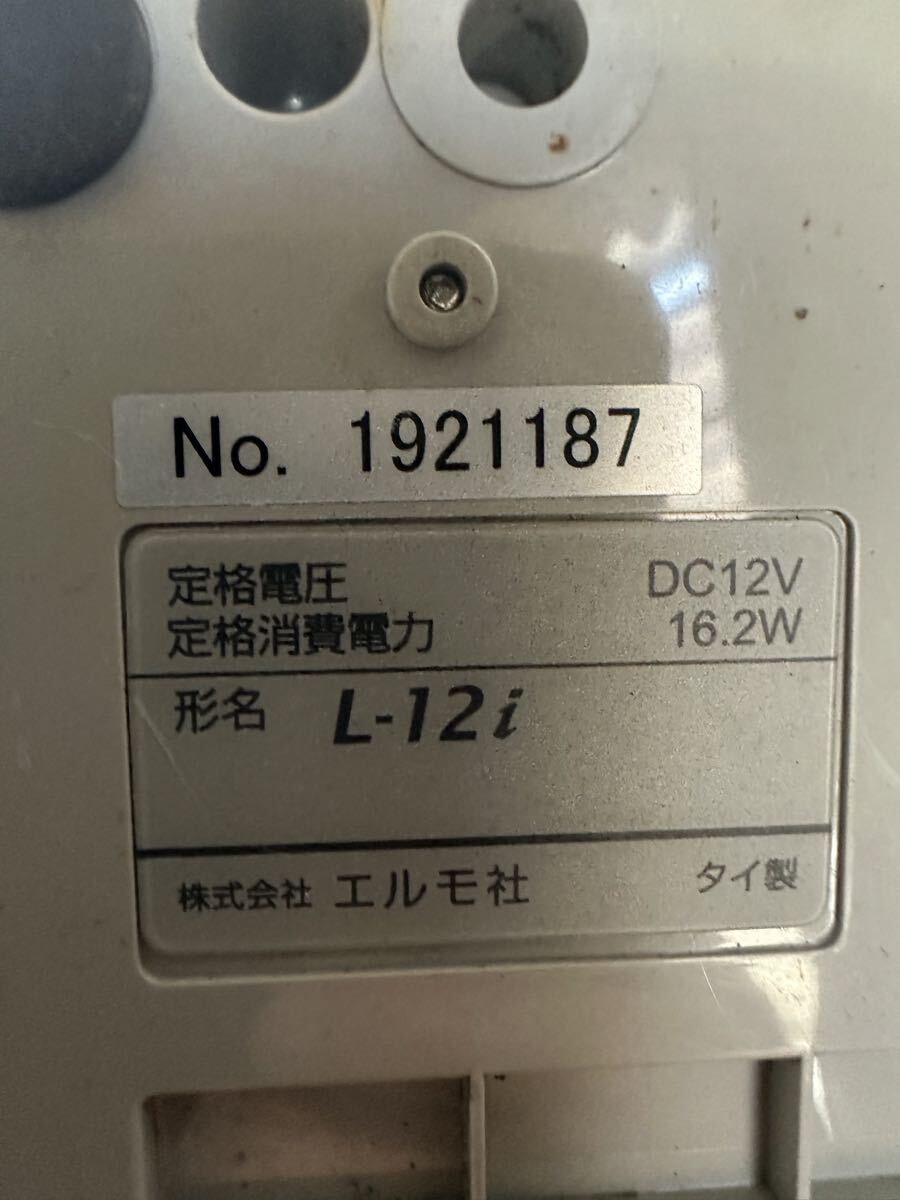 No. 1921187
定格電圧 DC12V
定格消費電力 16.2W
形名 L-12i
株式会社 エルモ社 タイ製